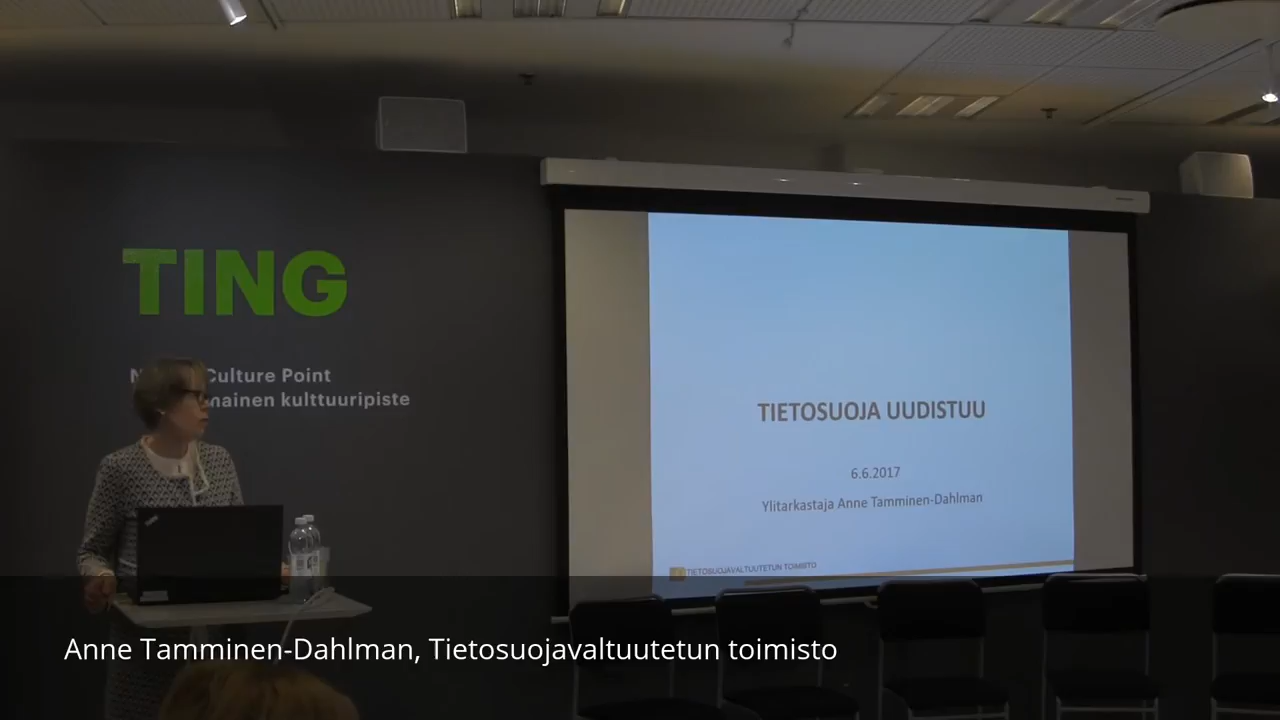 TING
Culture Point
mainen kulttuuripiste
TIETOSUOJA UUDISTUU
6.6.2017
Ylitarkastaja Anne Tamminen-Dahlman
TIETOSUOJAVALTUUTETUN TOIMISTO
Anne Tamminen-Dahlman, Tietosuojavaltuutetun toimisto